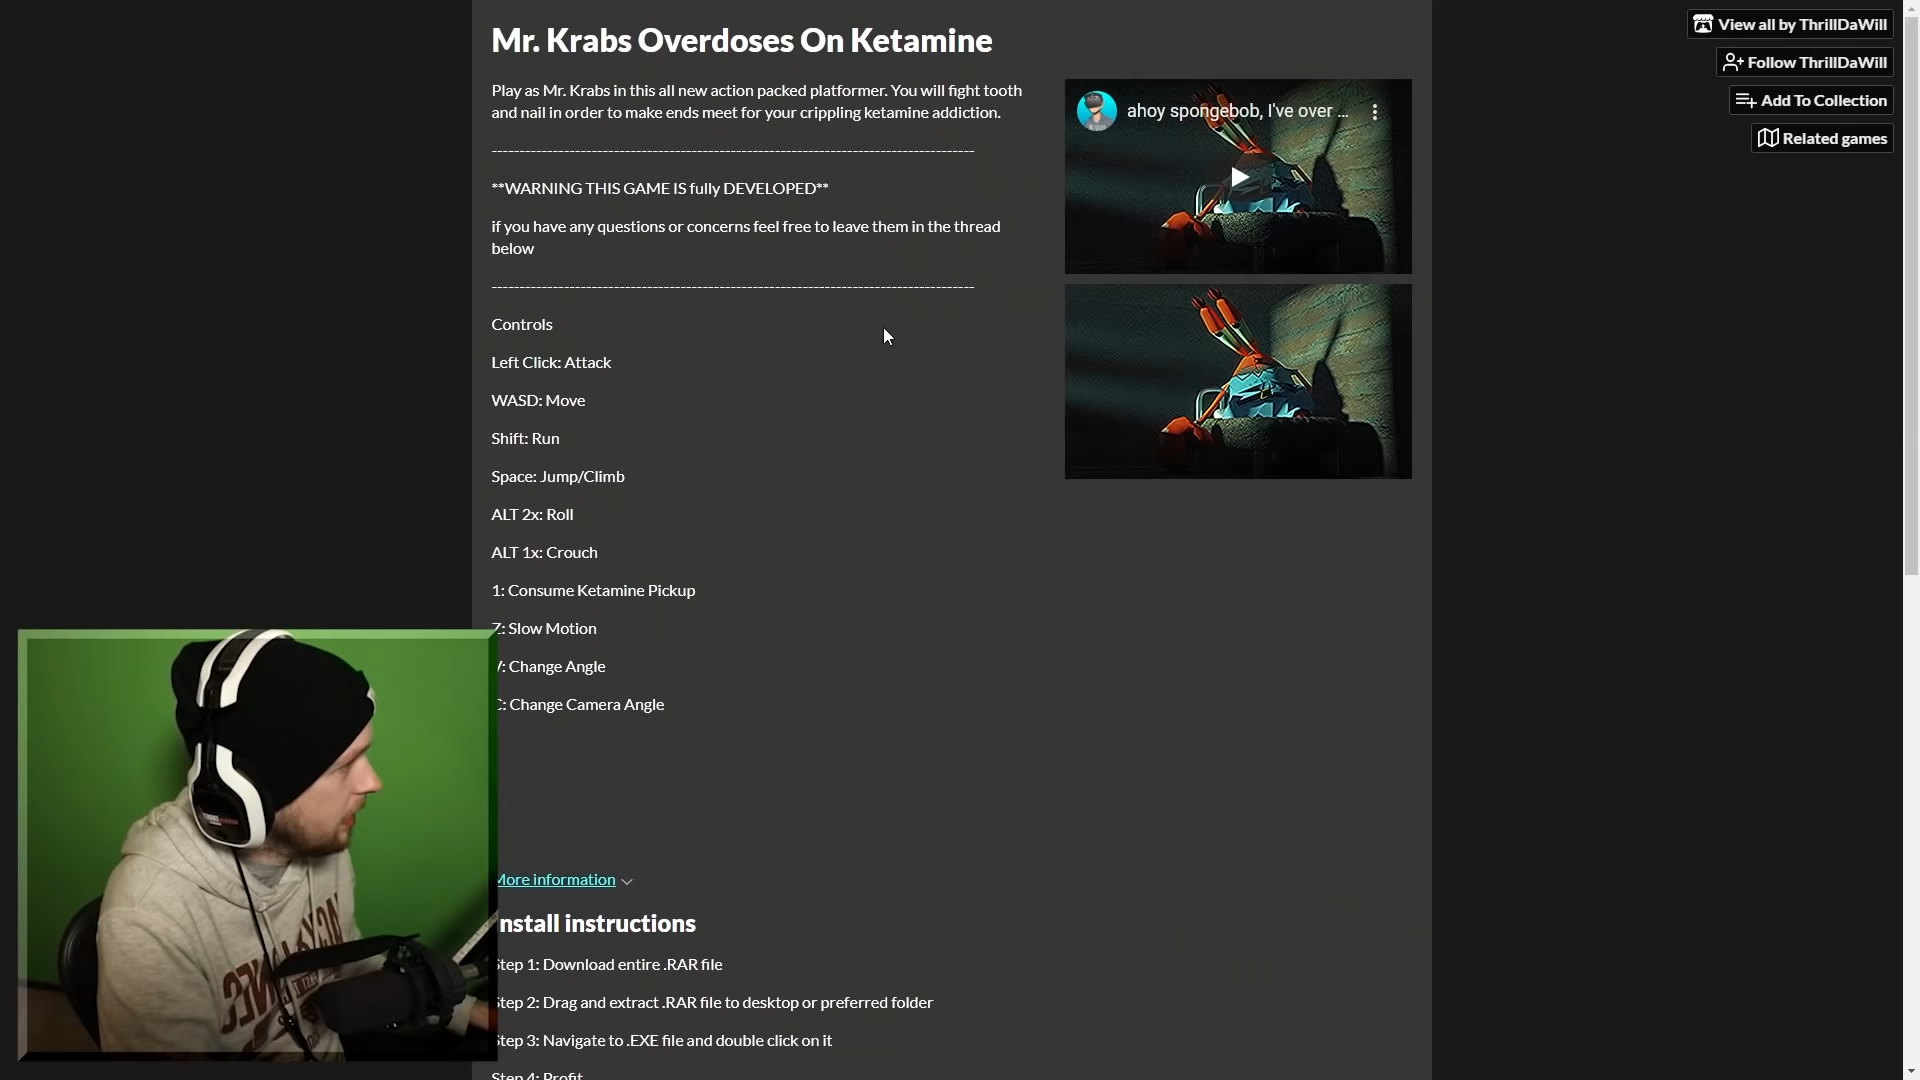 Mr. Krabs Overdoses On Ketamine
Play as Mr. Krabs in this all new action packed platformer. You will fight tooth
and nail in order to make ends meet for your crippling ketamine addiction.
---------------------------------------------------------------------------------------
**WARNING THIS GAME IS fully DEVELOPED**
if you have any questions or concerns feel free to leave them in the thread
below
---------------------------------------------------------------------------------------
Controls
Left Click: Attack
WASD: Move
Shift: Run
Space: Jump/Climb
ALT 2x: Roll
ALT 1x: Crouch
1: Consume Ketamine Pickup
Z: Slow Motion
V: Change Angle
C: Change Camera Angle
More information
Install instructions
Step 1: Download entire .RAR file
Step 2: Drag and extract .RAR file to desktop or preferred folder
Step 3: Navigate to .EXE file and double click on it
Step 4: Profit
ahoy spongebob, I've over ...
View all by ThrillDaWill
Follow ThrillDaWill
Add To Collection
Related games